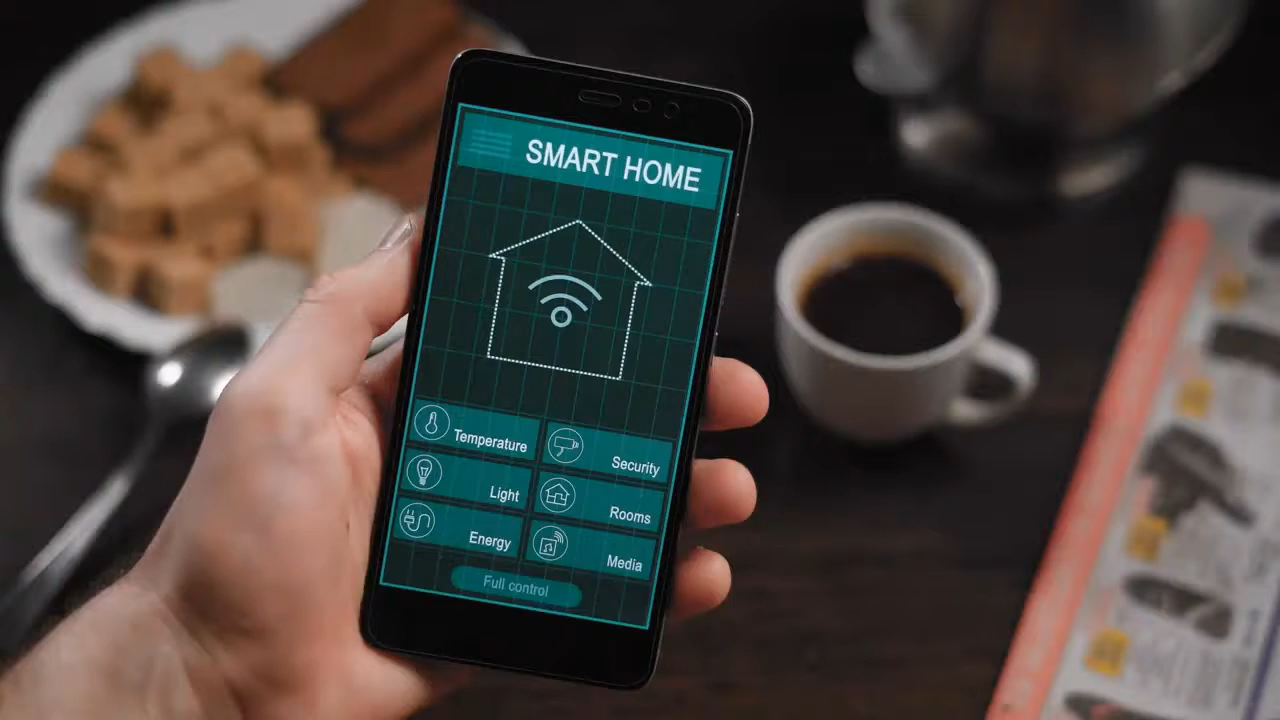 SMART HOME
Temperature
Security
Light
Rooms
Energy
Media
Full control